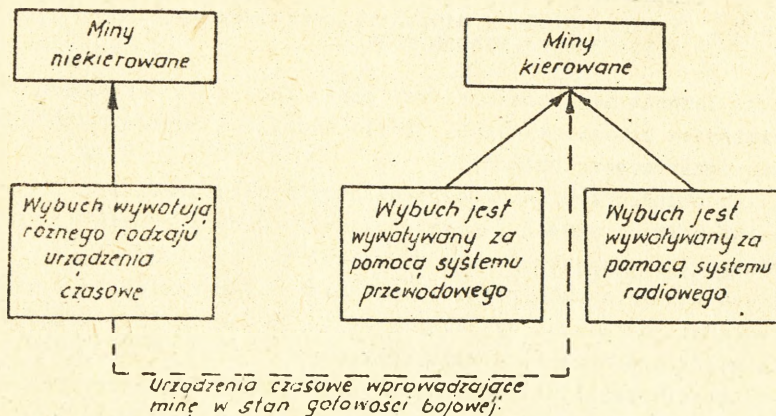 Miny
niekierowane
Miny
kierowane
Wybuch wywołują
różnego rodzaju
urządzenia
czasowe
Wybuch jest
wywoływany za
pomocą systemu
przewodowego
Wybuch jest
wywoływany za
pomocą systemu
radiowego
Urządzenia czasowe wprowadzające
minę w stan gotowości bojowej.